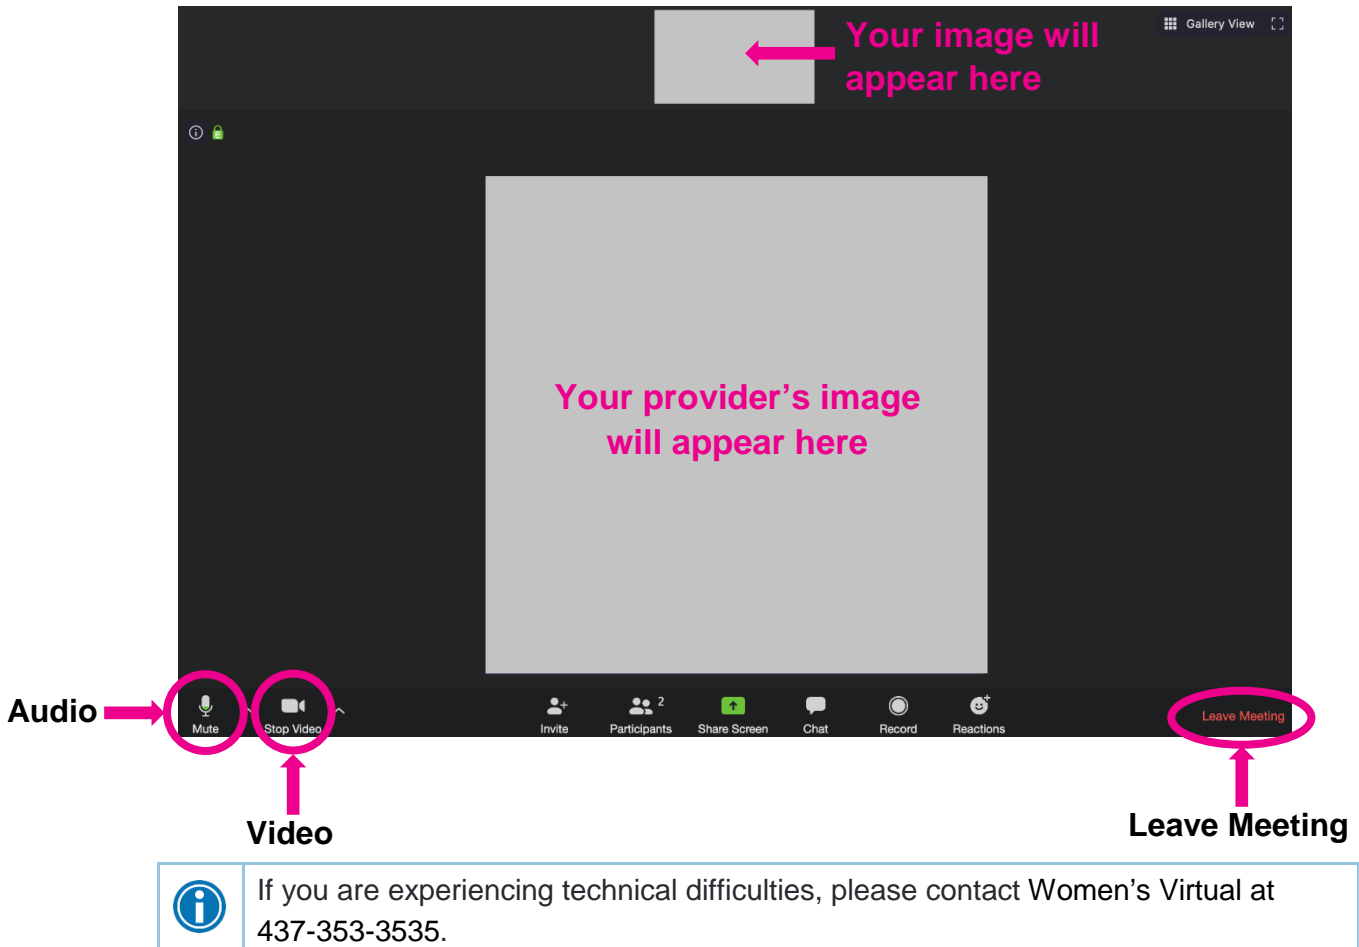 Your image will
appear here
Gallery View
Your provider’s image
will appear here
Audio
Mute
Stop Video
Invite
Participants
2
Share Screen
Chat
Record
Reactions
Leave Meeting
Video
Leave Meeting
If you are experiencing technical difficulties, please contact Women’s Virtual at
437-353-3535.